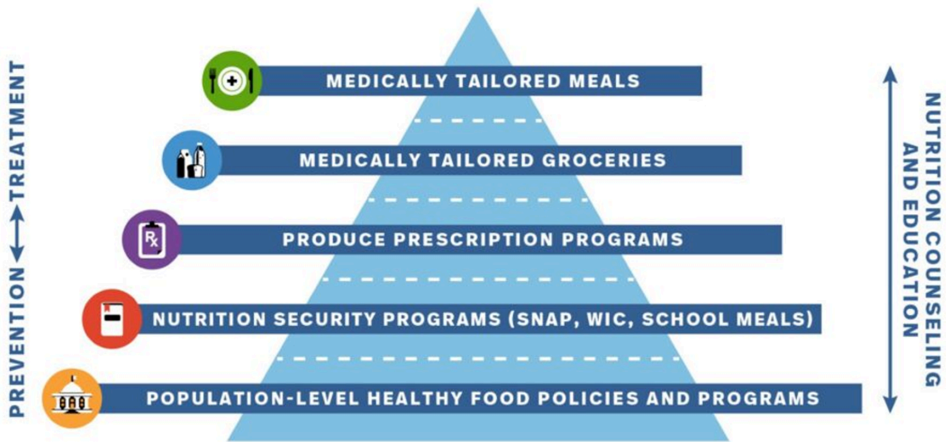 MEDICALLY TAILORED MEALS
MEDICALLY TAILORED GROCERIES
PRODUCE PRESCRIPTION PROGRAMS
NUTRITION SECURITY PROGRAMS (SNAP, WIC, SCHOOL MEALS)
POPULATION-LEVEL HEALTHY FOOD POLICIES AND PROGRAMS
PREVENTION
TREATMENT
NUTRITION COUNSELING
AND EDUCATION
Rx